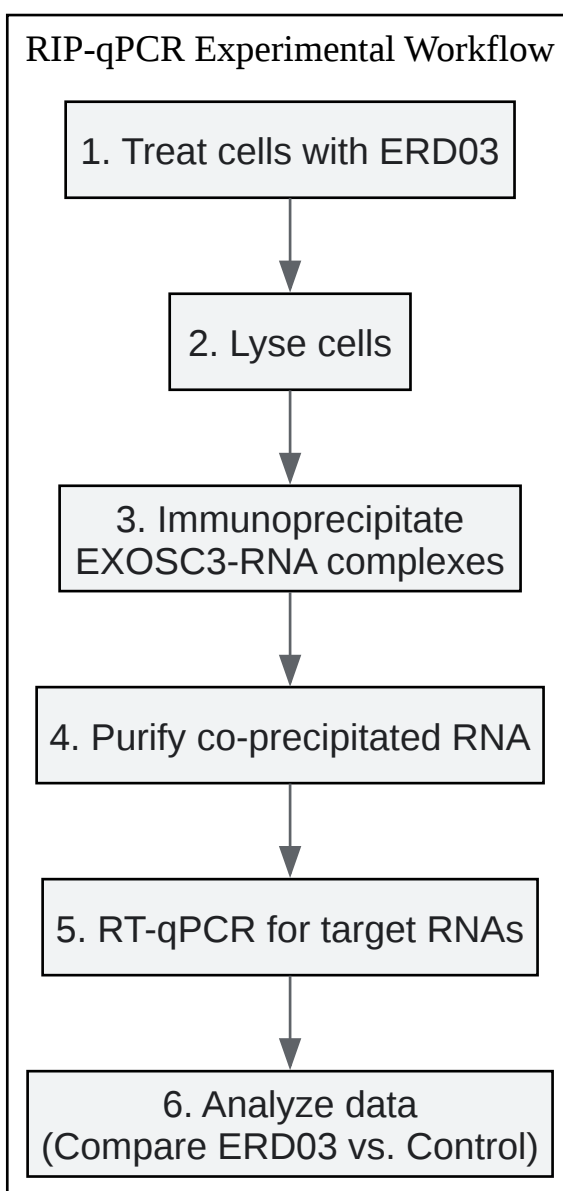 RIP-qPCR Experimental Workflow
1. Treat cells with ERD03
2. Lyse cells
3. Immunoprecipitate
EXOSC3-RNA complexes
4. Purify co-precipitated RNA
5. RT-qPCR for target RNAs
6. Analyze data
(Compare ERD03 vs. Control)